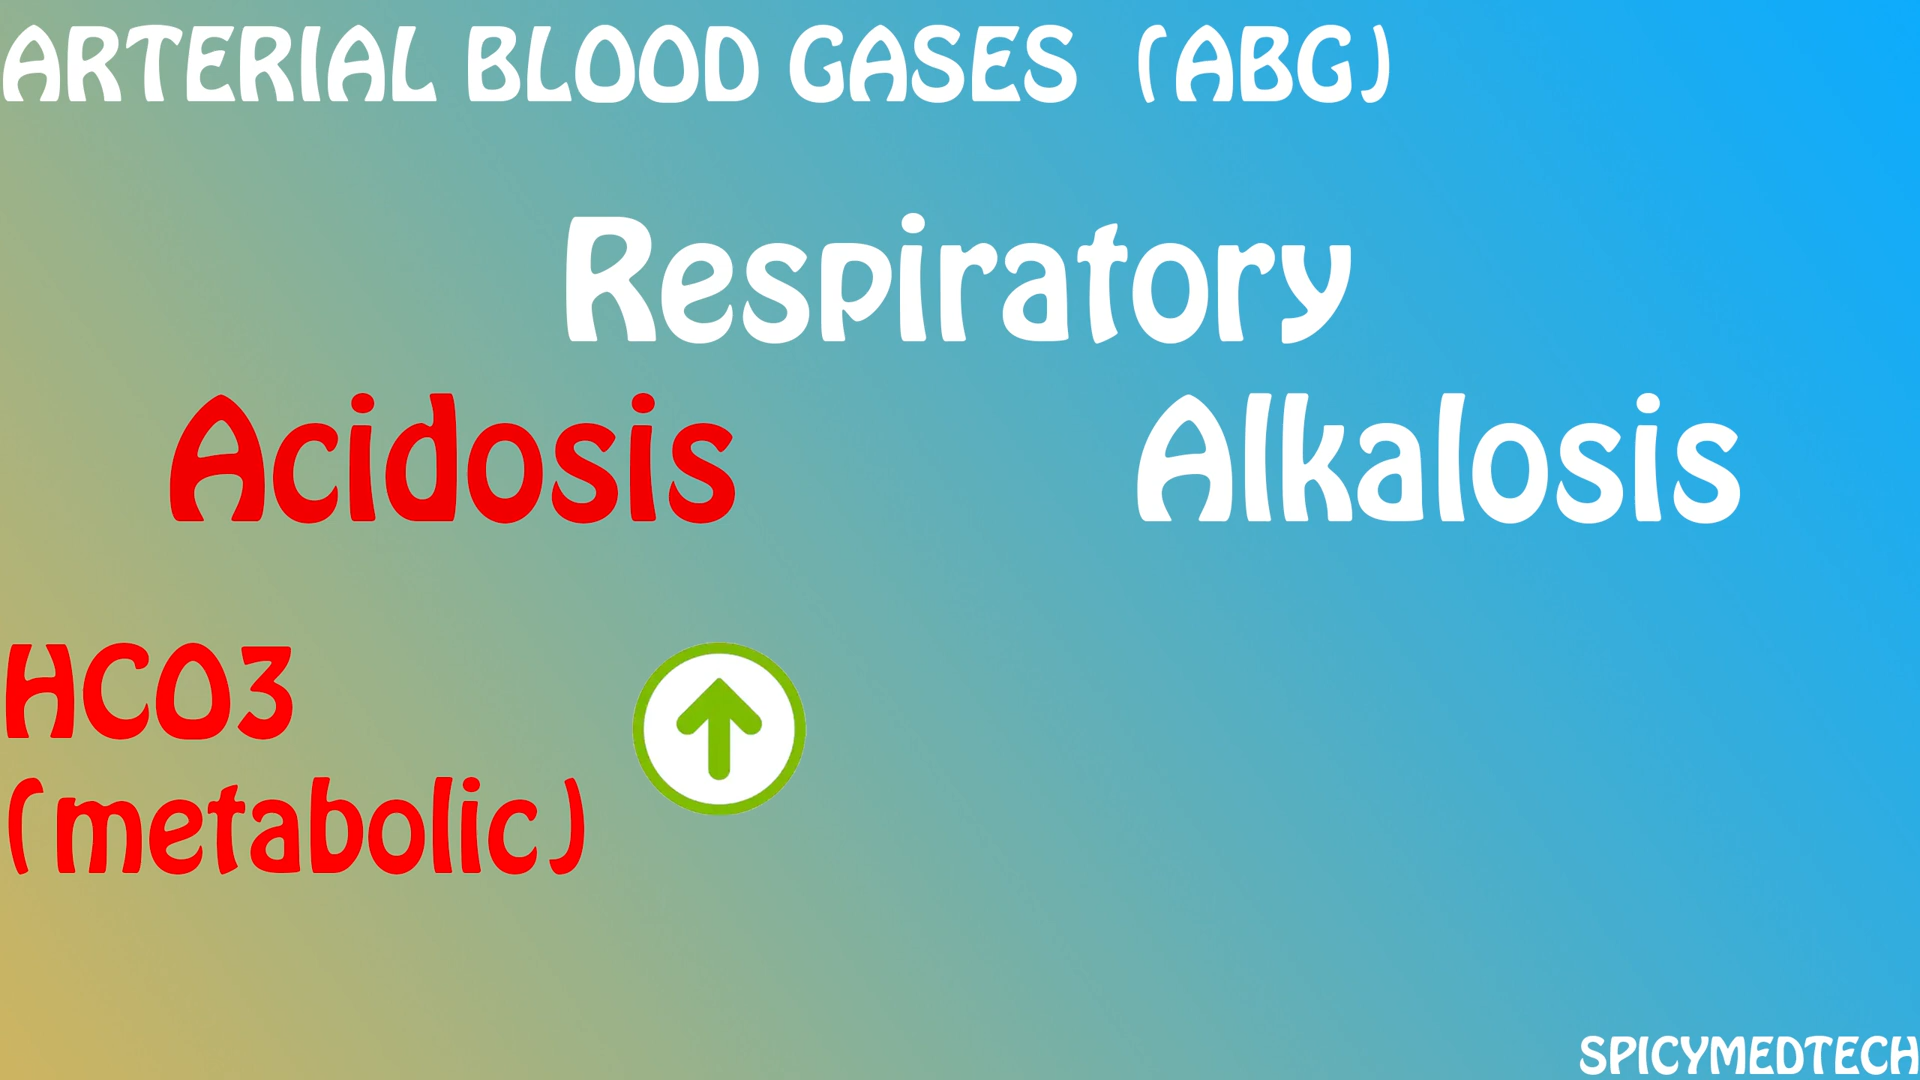 ARTERIAL BLOOD GASES (ABG)
Respiratory
Acidosis
Alkalosis
HCO3
(metabolic)
SPICYMEDTECH